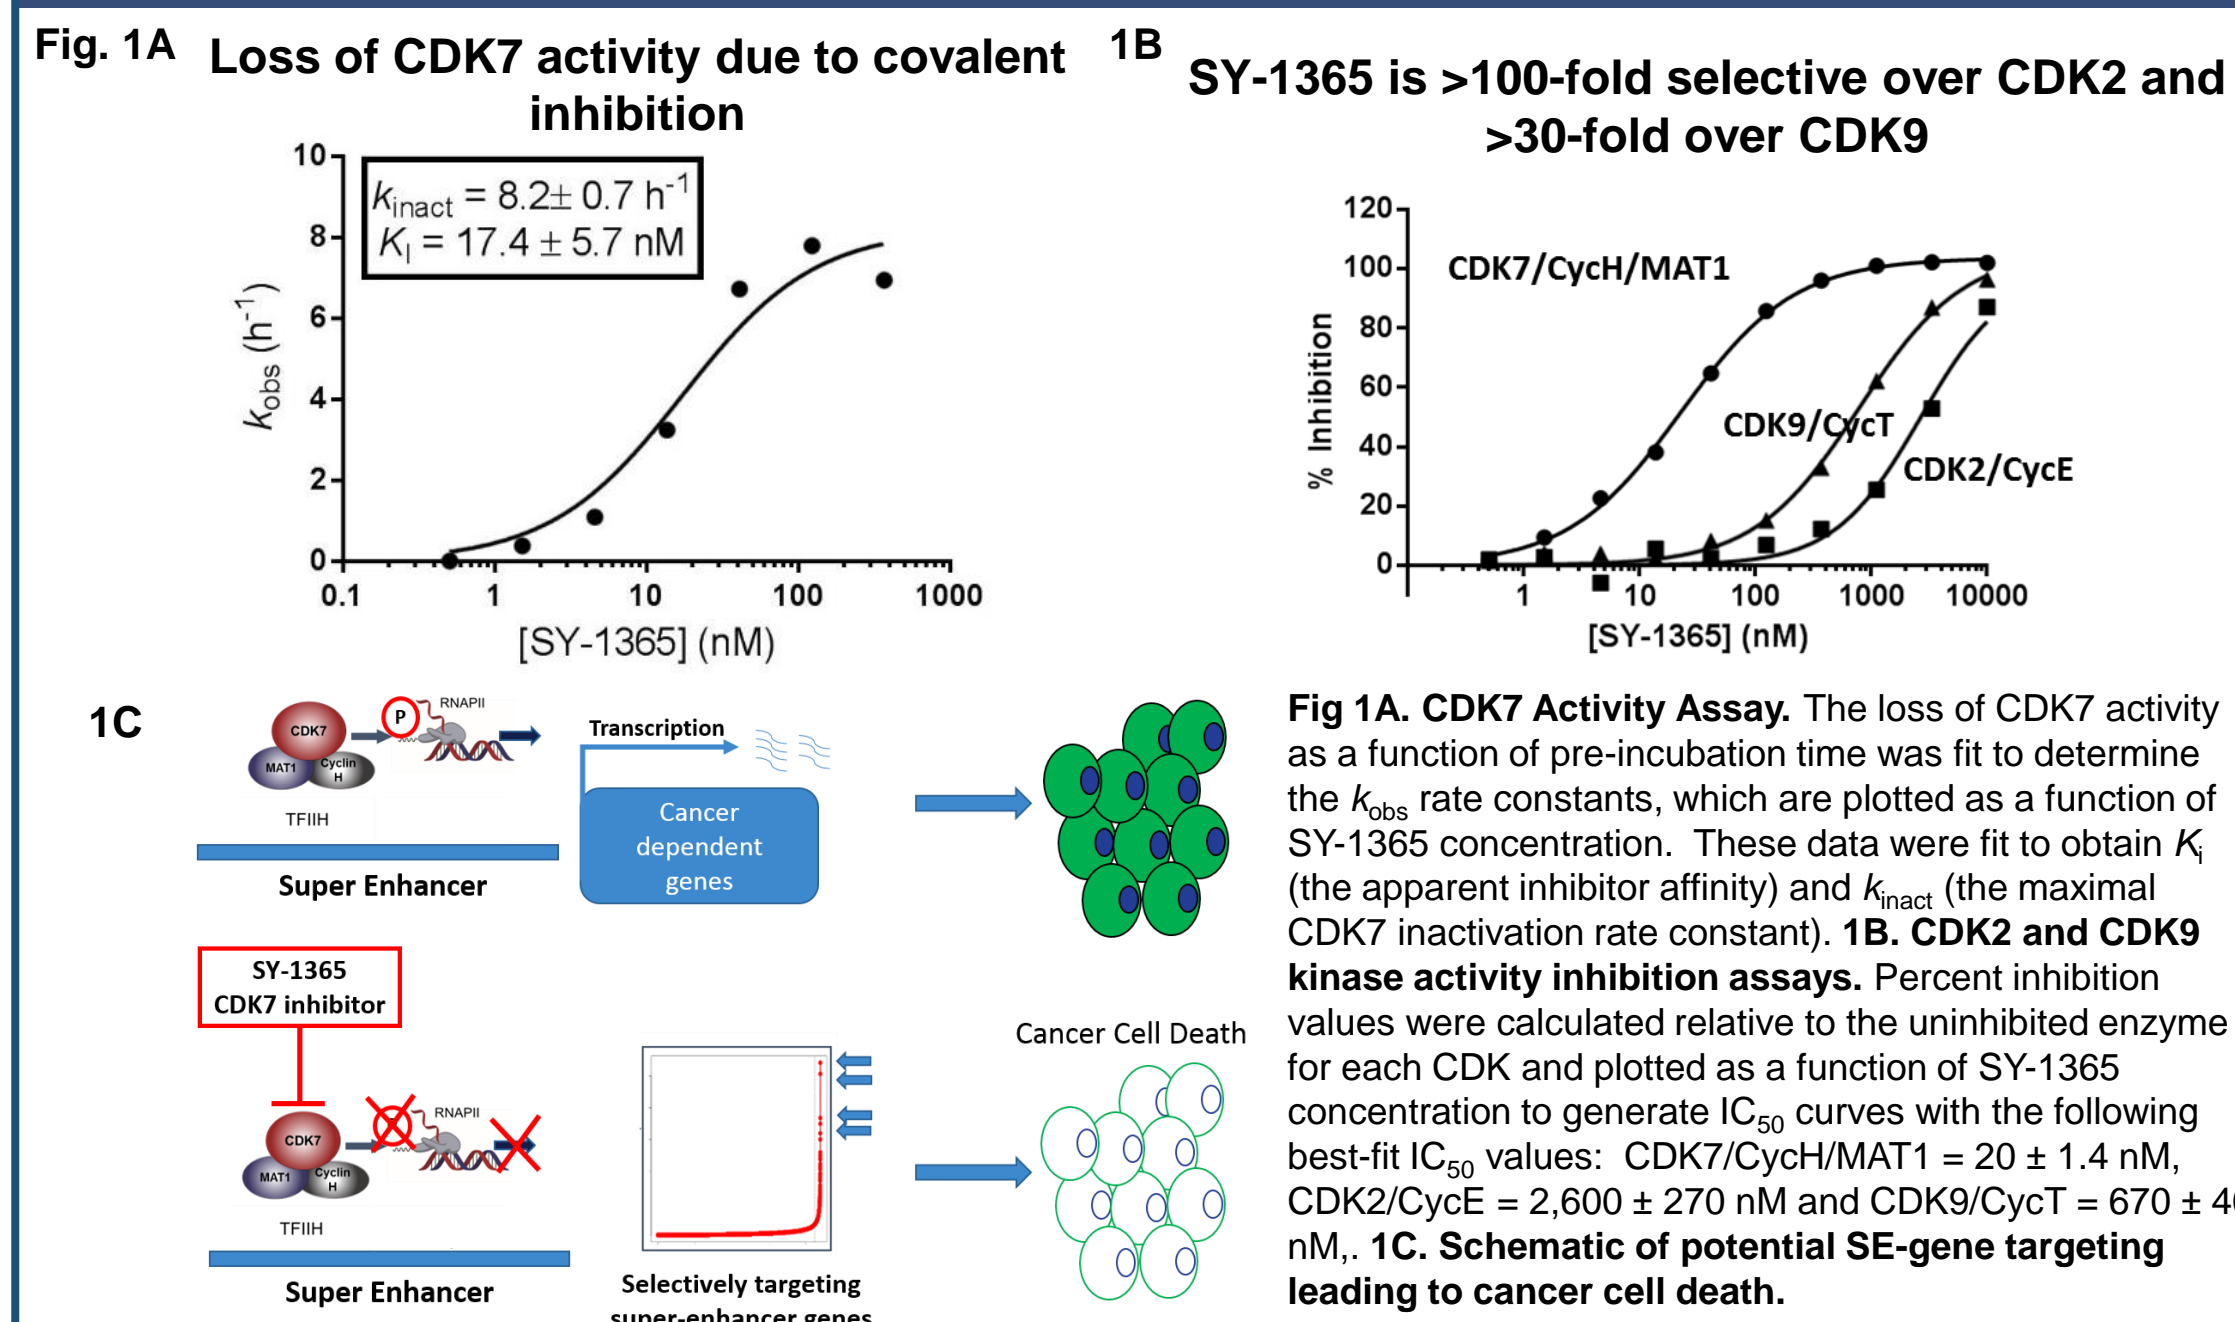 Fig. 1A
Loss of CDK7 activity due to covalent
inhibition
10
8
6
4
2
0
k_obs (h⁻¹)
k_inact = 8.2± 0.7 h⁻¹
K_I = 17.4 ± 5.7 nM
0.1 1 10 100 1000
[SY-1365] (nM)
1B
SY-1365 is >100-fold selective over CDK2 and
>30-fold over CDK9
120
100
80
60
40
20
0
% Inhibition
CDK7/CycH/MAT1
CDK9/CycT
CDK2/CycE
1 10 100 1000 10000
[SY-1365] (nM)
1C
CDK7
MAT1
Cyclin
H
TFIIH
P
RNAPII
Super Enhancer
Transcription
Cancer
dependent
genes
SY-1365
CDK7 inhibitor
CDK7
MAT1
Cyclin
H
TFIIH
RNAPII
Super Enhancer
Selectively targeting
super-enhancer genes
Cancer Cell Death
Fig 1A. CDK7 Activity Assay. The loss of CDK7 activity
as a function of pre-incubation time was fit to determine
the k_obs rate constants, which are plotted as a function of
SY-1365 concentration. These data were fit to obtain K_i
(the apparent inhibitor affinity) and k_inact (the maximal
CDK7 inactivation rate constant). 1B. CDK2 and CDK9
kinase activity inhibition assays. Percent inhibition
values were calculated relative to the uninhibited enzyme
for each CDK and plotted as a function of SY-1365
concentration to generate IC₅₀ curves with the following
best-fit IC₅₀ values: CDK7/CycH/MAT1 = 20 ± 1.4 nM,
CDK2/CycE = 2,600 ± 270 nM and CDK9/CycT = 670 ±
nM,. 1C. Schematic of potential SE-gene targeting
leading to cancer cell death.